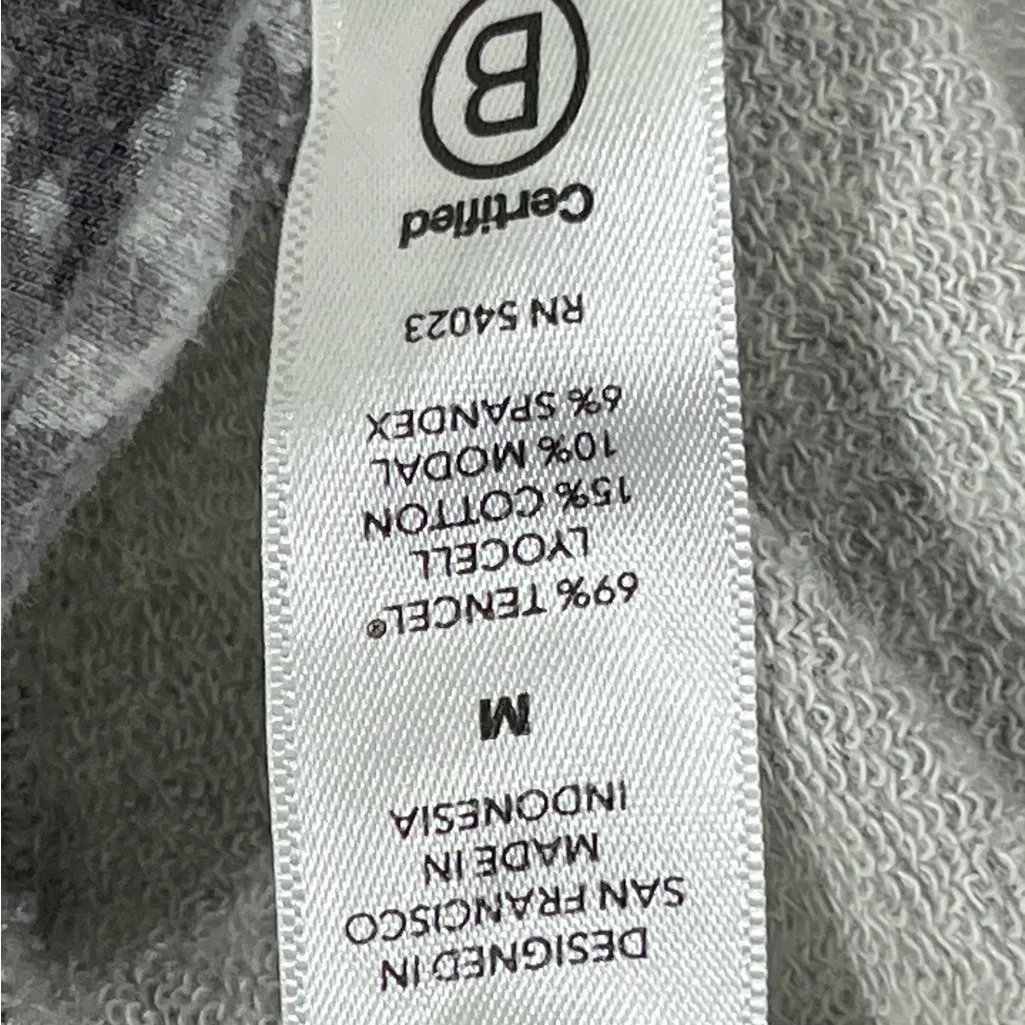 DESIGNED IN
SAN FRANCISCO
MADE IN
INDONESIA
M
69% TENCEL®
LYOCELL
15% COTTON
10% MODAL
6% SPANDEX
RN 54023
Certified
B